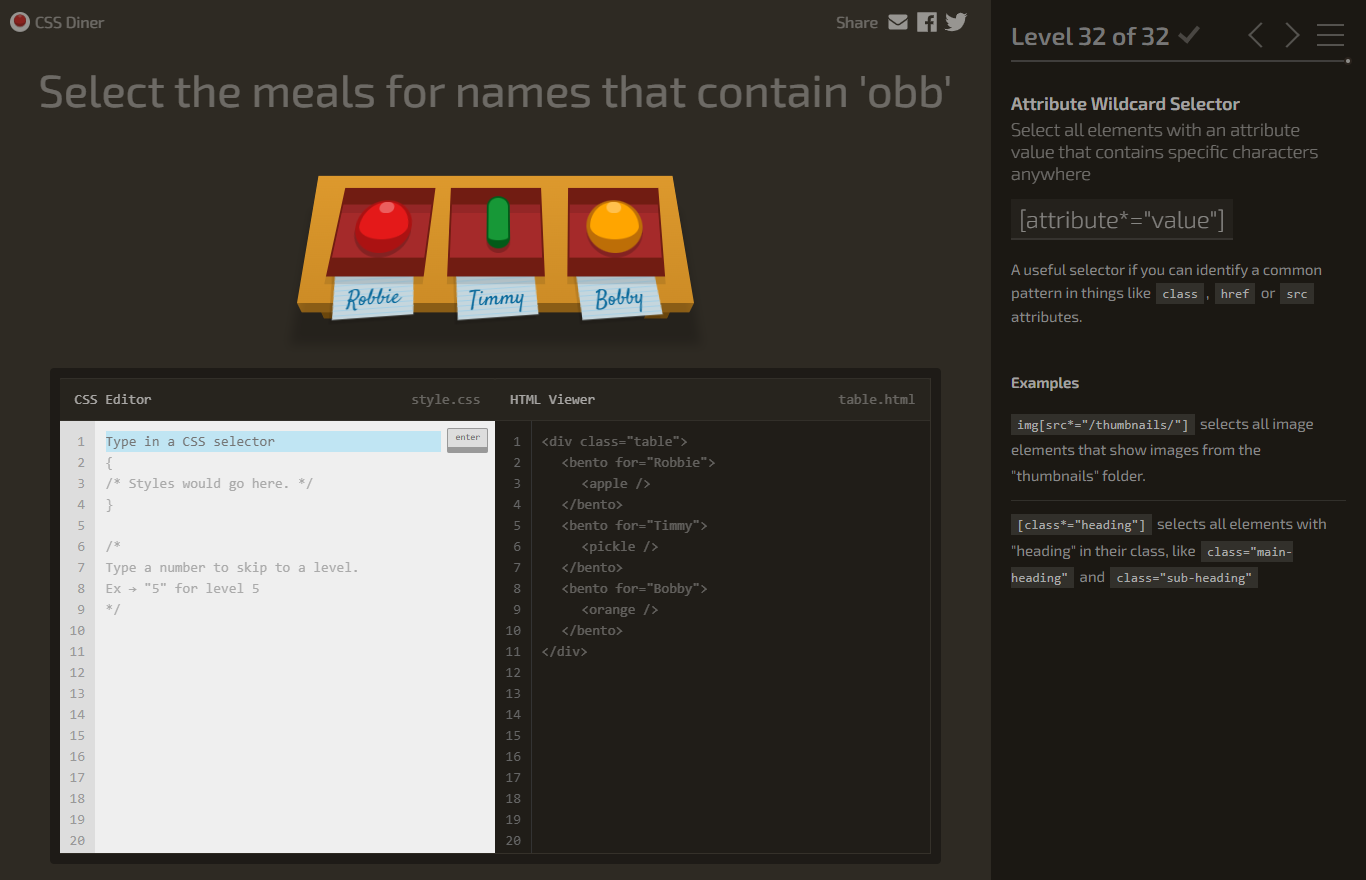 CSS Diner
Share
Select the meals for names that contain 'obb'
Robbie
Timmy
Bobby
CSS Editor
style.css
HTML Viewer
table.html
1 Type in a CSS selector
enter
2 {
3 /* Styles would go here. */
4 }
5
6 /*
7 Type a number to skip to a level.
8 Ex → "5" for level 5
9 */
10
11
12
13
14
15
16
17
18
19
20
1 <div class="table">
2 <bento for="Robbie">
3 <apple />
4 </bento>
5 <bento for="Timmy">
6 <pickle />
7 </bento>
8 <bento for="Bobby">
9 <orange />
10 </bento>
11 </div>
12
13
14
15
16
17
18
19
20
Level 32 of 32
Attribute Wildcard Selector
Select all elements with an attribute
value that contains specific characters
anywhere
[attribute*="value"]
A useful selector if you can identify a common
pattern in things like class , href or src
attributes.
Examples
img[src*="/thumbnails/"] selects all image
elements that show images from the
"thumbnails" folder.
[class*="heading"] selects all elements with
"heading" in their class, like class="main-
heading" and class="sub-heading"